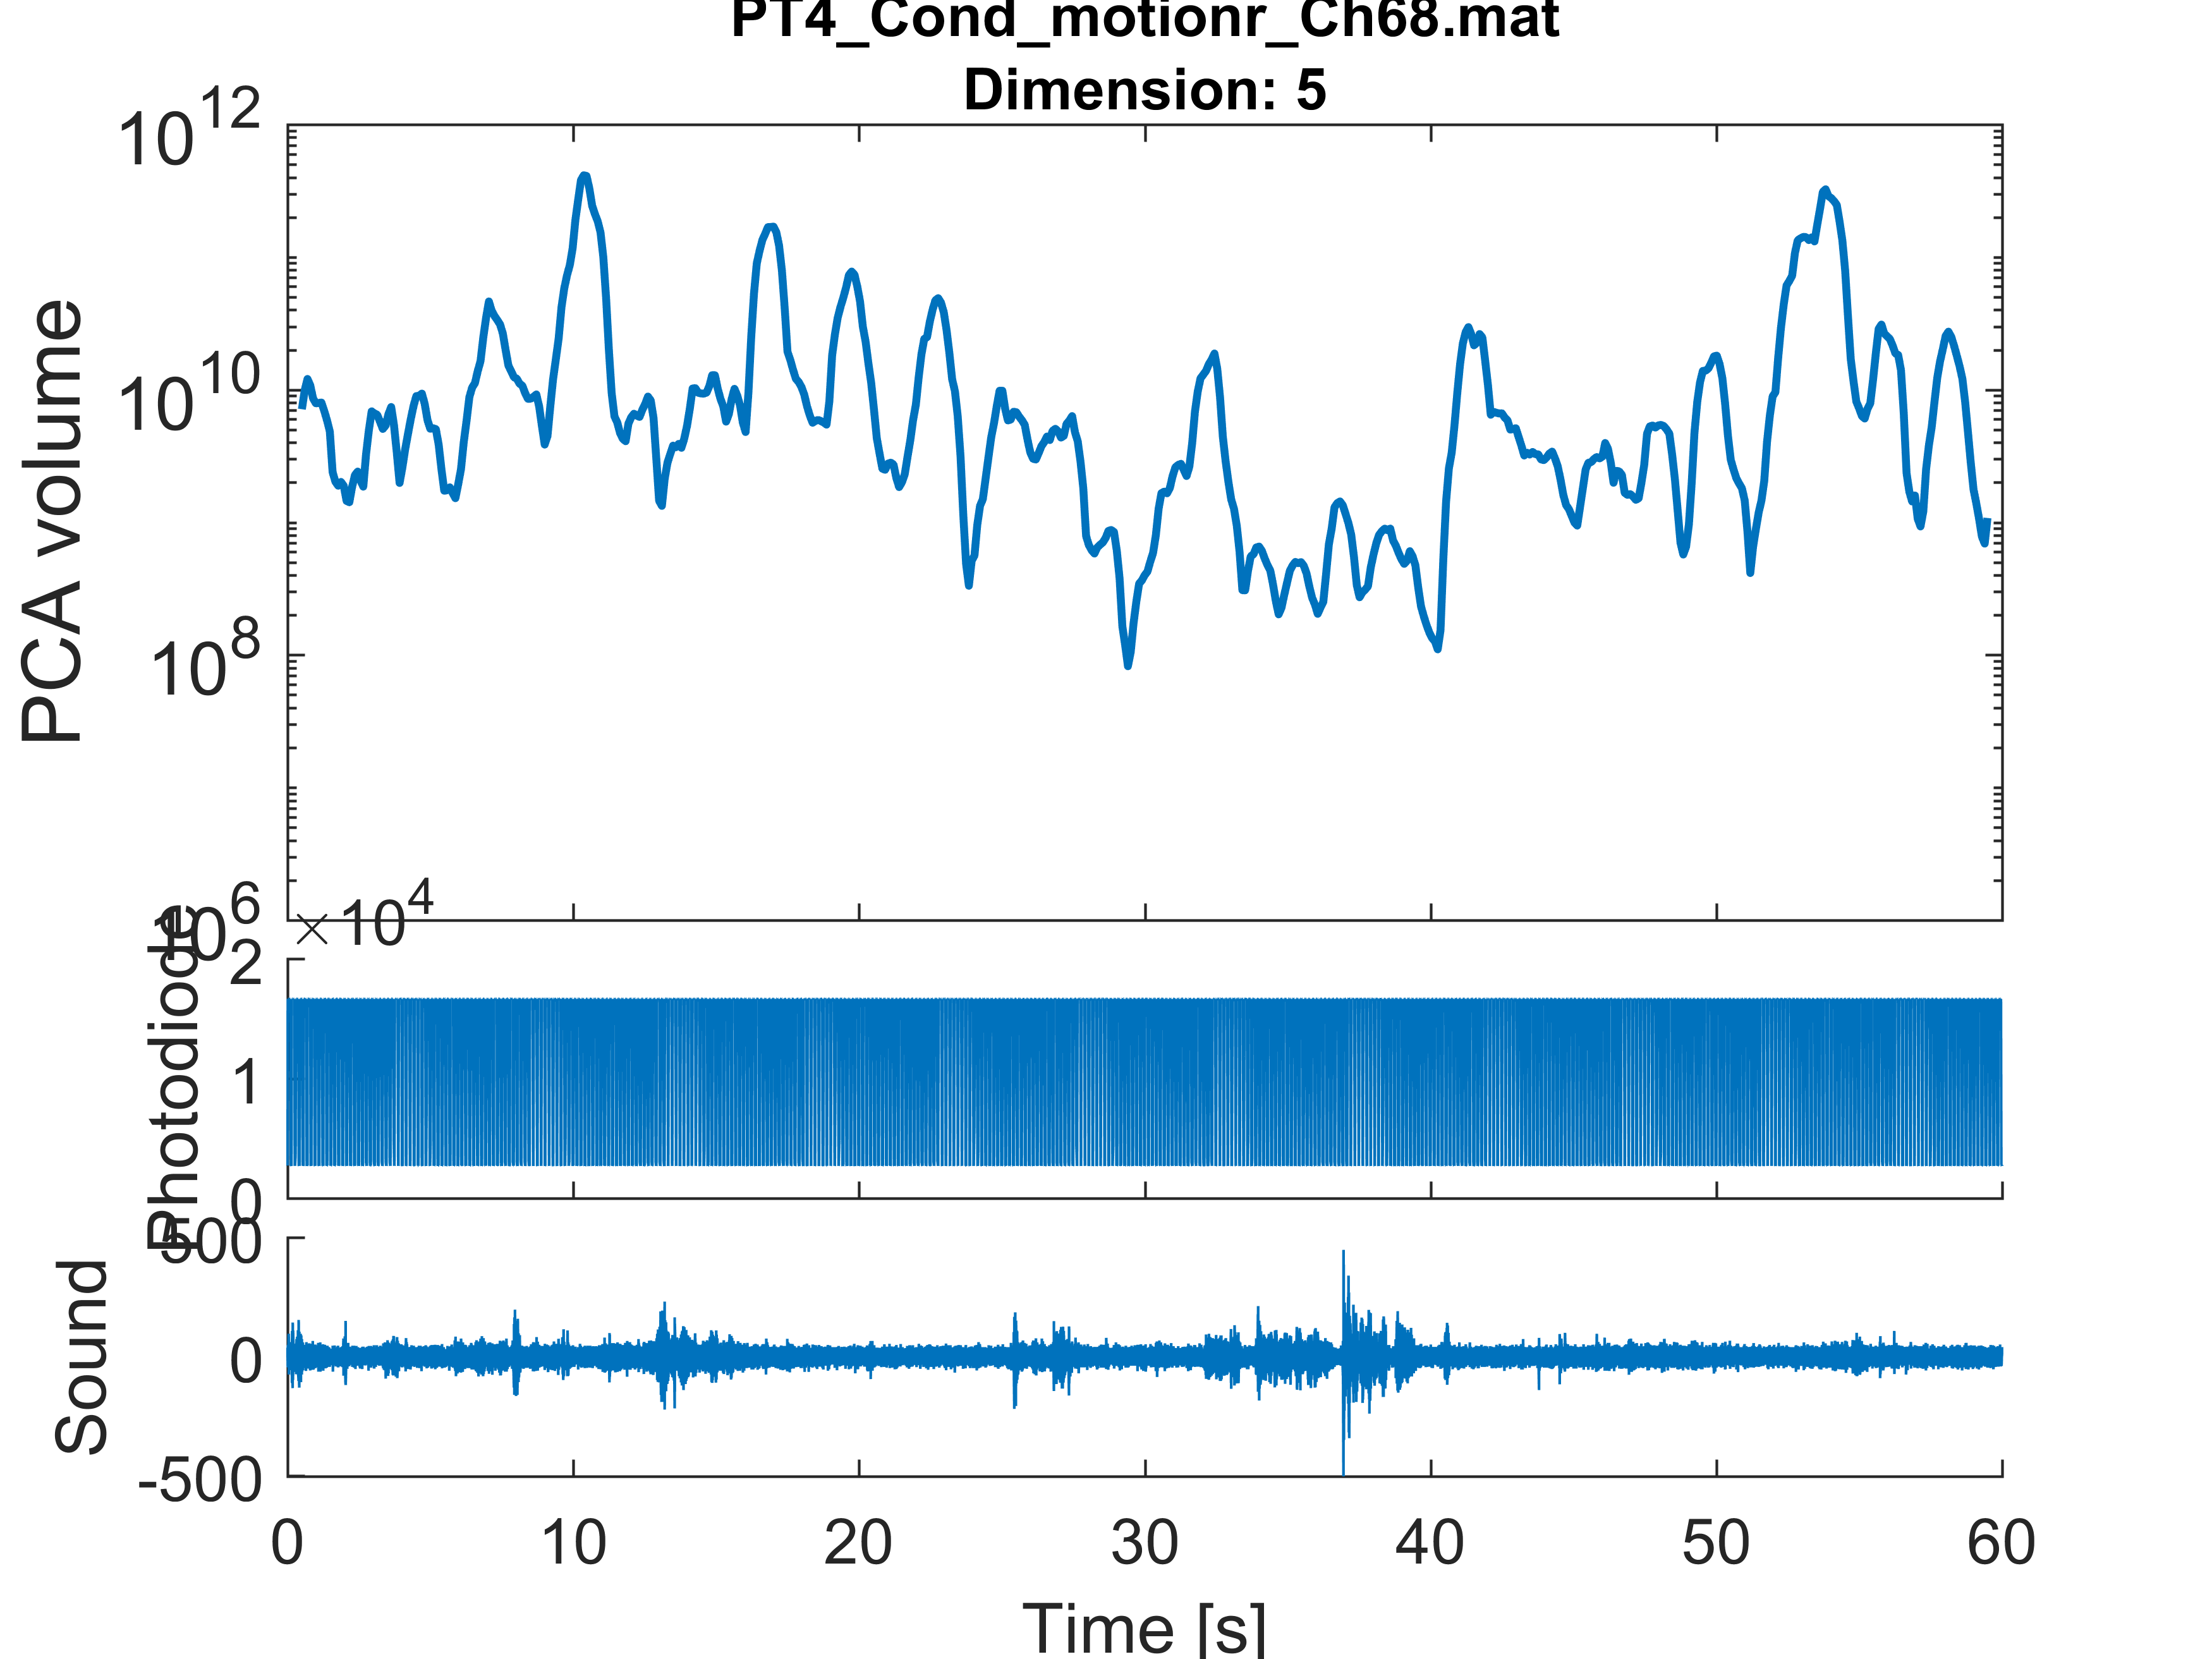 PT4_Cond_motionr_Ch68.mat
Dimension: 5
PCA volume
10^12
10^10
10^8
10^6
×10^4
Photodiode
2
1
0
Sound
500
0
-500
0 10 20 30 40 50 60
Time [s]